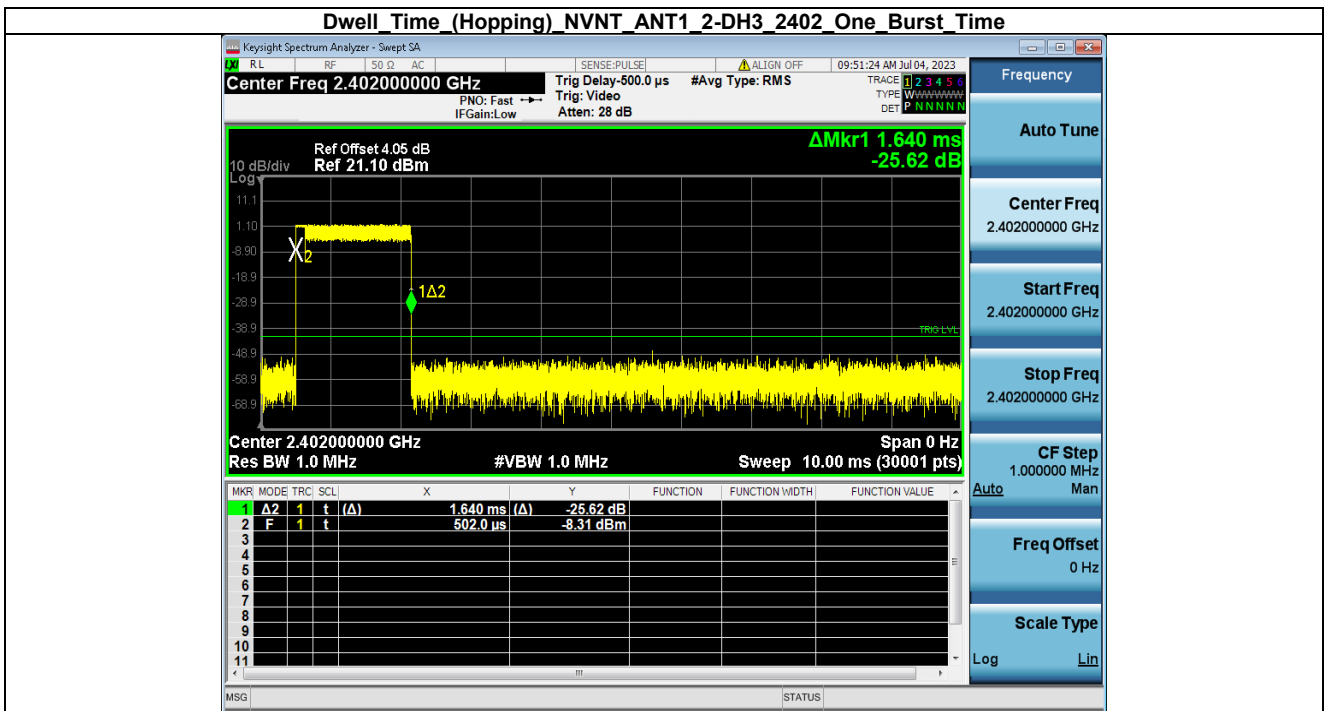 Dwell_Time_(Hopping)_NVNT_ANT1_2-DH3_2402_One_Burst_Time
Keysight Spectrum Analyzer - Swept SA
LXI RL RF 50 Ω AC SENSE:PULSE ALIGN OFF 09:51:24 AM Jul 04, 2023
Center Freq 2.402000000 GHz
PNO: Fast
IFGain:Low
Trig Delay-500.0 µs
Trig: Video
Atten: 28 dB
#Avg Type: RMS
TRACE 1 2 3 4 5 6
TYPE WWWWWW
DET P N N N N N
ΔMkr1 1.640 ms
-25.62 dB
Ref Offset 4.05 dB
10 dB/div Ref 21.10 dBm
Log
11.1
1.10
-8.90
-18.9
-28.9
-38.9
-48.9
-58.9
-68.9
2
1Δ2
TRIG LVL
Center 2.402000000 GHz Span 0 Hz
Res BW 1.0 MHz #VBW 1.0 MHz Sweep 10.00 ms (30001 pts)
MKR MODE TRC SCL X Y FUNCTION FUNCTION WIDTH FUNCTION VALUE
1 Δ2 1 t (Δ) 1.640 ms (Δ) -25.62 dB
2 F 1 t 502.0 µs -8.31 dBm
3
4
5
6
7
8
9
10
11
MSG STATUS
Frequency
Auto Tune
Center Freq
2.402000000 GHz
Start Freq
2.402000000 GHz
Stop Freq
2.402000000 GHz
CF Step
1.000000 MHz
Auto Man
Freq Offset
0 Hz
Scale Type
Log Lin